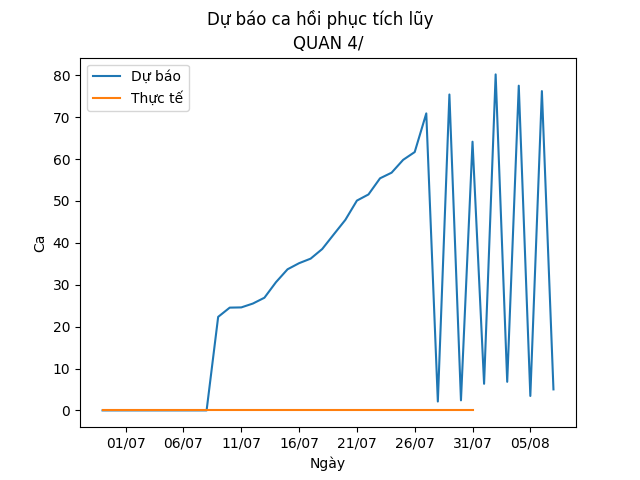 Dự báo ca hồi phục tích lũy
QUAN 4/
Dự báo
Thực tế
80
70
60
50
40
30
20
10
0
Ca
01/07 06/07 11/07 16/07 21/07 26/07 31/07 05/08
Ngày